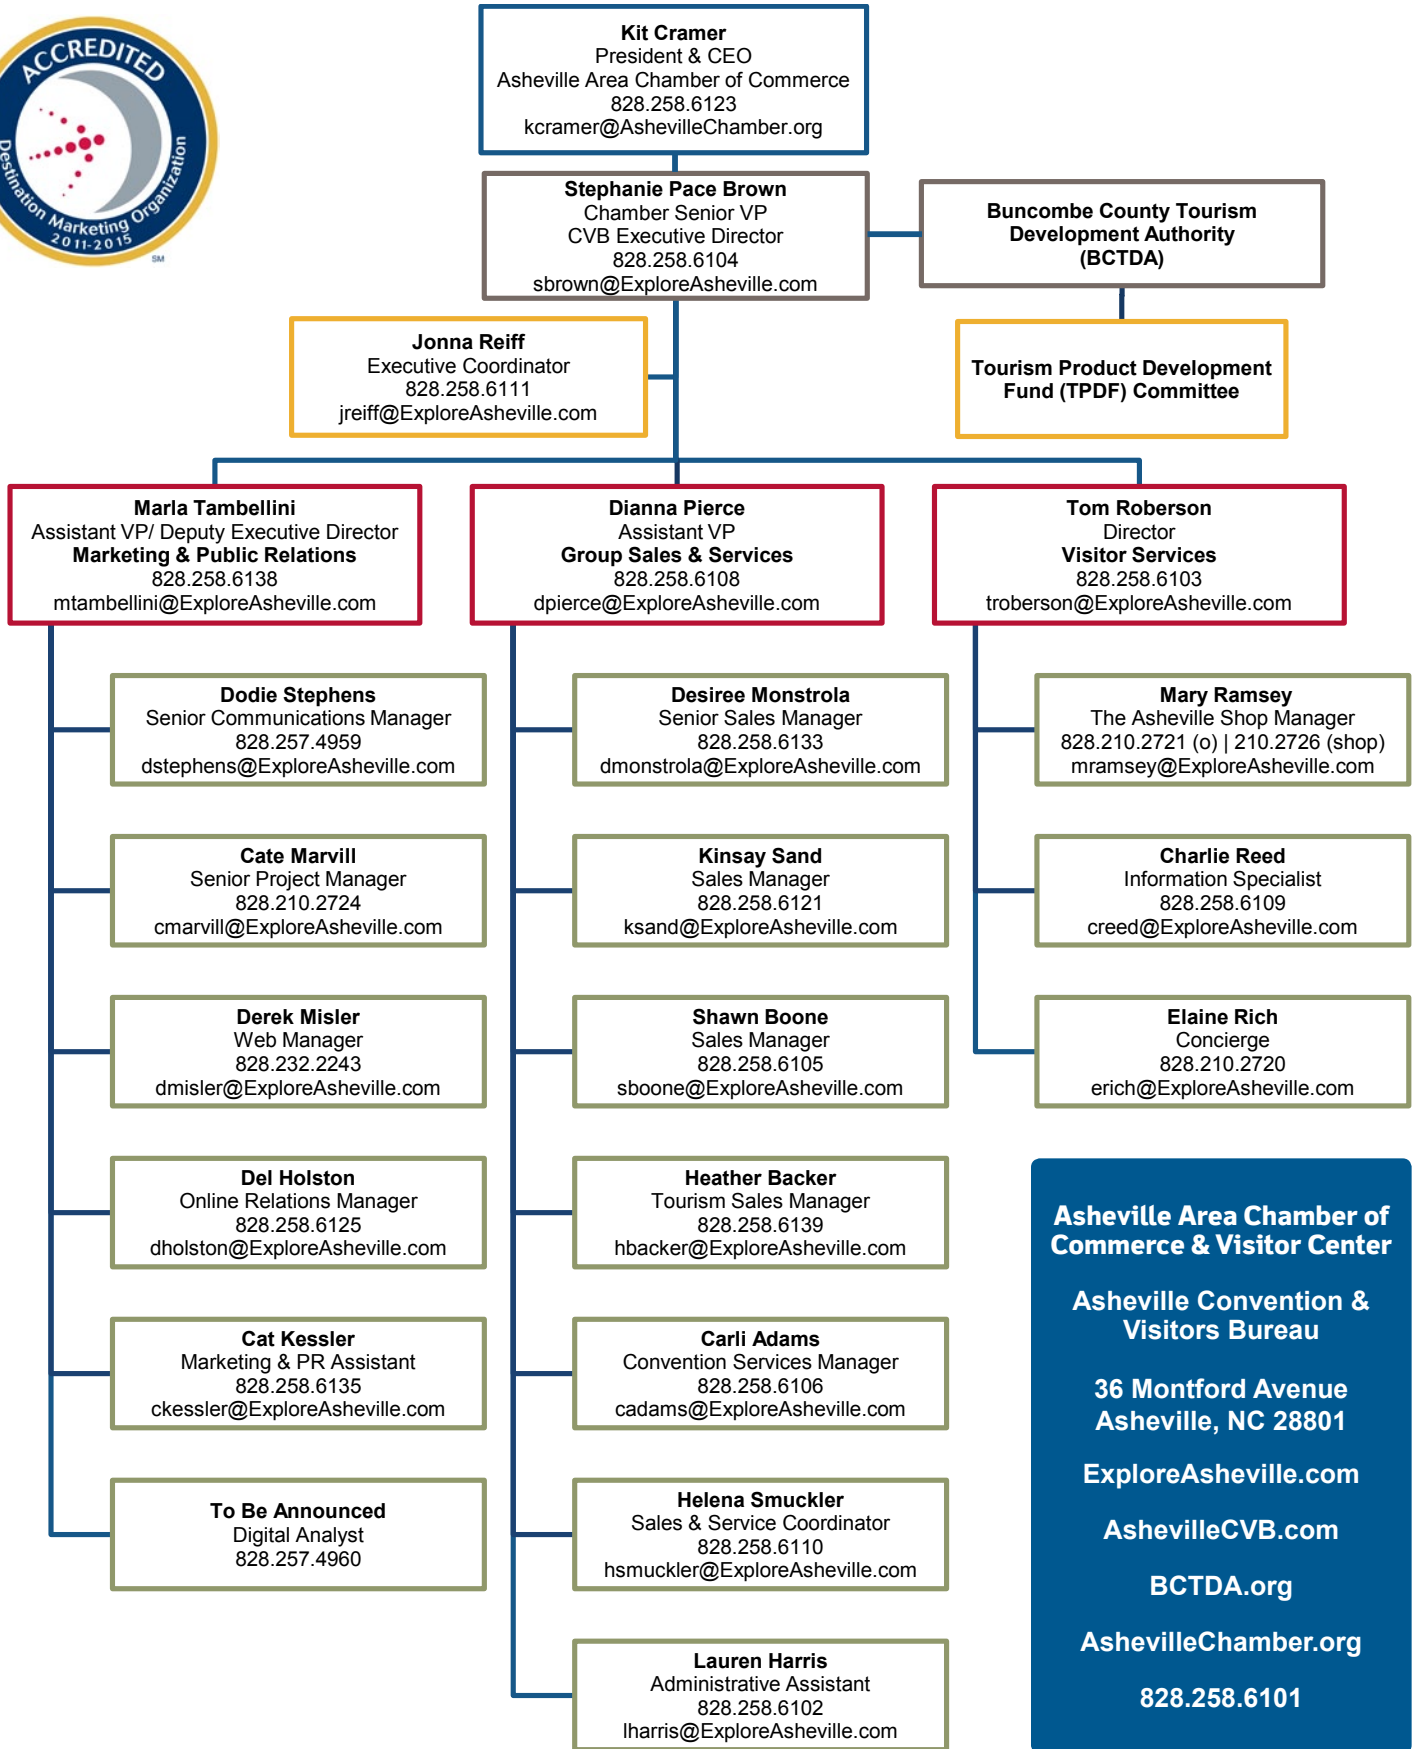 ACCREDITED
Destination Marketing Organization
2011-2015
SM
Kit Cramer
President & CEO
Asheville Area Chamber of Commerce
828.258.6123
kcramer@AshevilleChamber.org
Stephanie Pace Brown
Chamber Senior VP
CVB Executive Director
828.258.6104
sbrown@ExploreAsheville.com
Buncombe County Tourism
Development Authority
(BCTDA)
Jonna Reiff
Executive Coordinator
828.258.6111
jreiff@ExploreAsheville.com
Tourism Product Development
Fund (TPDF) Committee
Marla Tambellini
Assistant VP/ Deputy Executive Director
Marketing & Public Relations
828.258.6138
mtambellini@ExploreAsheville.com
Dianna Pierce
Assistant VP
Group Sales & Services
828.258.6108
dpierce@ExploreAsheville.com
Tom Roberson
Director
Visitor Services
828.258.6103
troberson@ExploreAsheville.com
Dodie Stephens
Senior Communications Manager
828.257.4959
dstephens@ExploreAsheville.com
Desiree Monstrola
Senior Sales Manager
828.258.6133
dmonstrola@ExploreAsheville.com
Mary Ramsey
The Asheville Shop Manager
828.210.2721 (o) | 210.2726 (shop)
mramsey@ExploreAsheville.com
Cate Marvill
Senior Project Manager
828.210.2724
cmarvill@ExploreAsheville.com
Kinsay Sand
Sales Manager
828.258.6121
ksand@ExploreAsheville.com
Charlie Reed
Information Specialist
828.258.6109
creed@ExploreAsheville.com
Derek Misler
Web Manager
828.232.2243
dmisler@ExploreAsheville.com
Shawn Boone
Sales Manager
828.258.6105
sboone@ExploreAsheville.com
Elaine Rich
Concierge
828.210.2720
erich@ExploreAsheville.com
Del Holston
Online Relations Manager
828.258.6125
dholston@ExploreAsheville.com
Heather Backer
Tourism Sales Manager
828.258.6139
hbacker@ExploreAsheville.com
Cat Kessler
Marketing & PR Assistant
828.258.6135
ckessler@ExploreAsheville.com
Carli Adams
Convention Services Manager
828.258.6106
cadams@ExploreAsheville.com
To Be Announced
Digital Analyst
828.257.4960
Helena Smuckler
Sales & Service Coordinator
828.258.6110
hsmuckler@ExploreAsheville.com
Lauren Harris
Administrative Assistant
828.258.6102
lharris@ExploreAsheville.com
Asheville Area Chamber of
Commerce & Visitor Center
Asheville Convention &
Visitors Bureau
36 Montford Avenue
Asheville, NC 28801
ExploreAsheville.com
AshevilleCVB.com
BCTDA.org
AshevilleChamber.org
828.258.6101